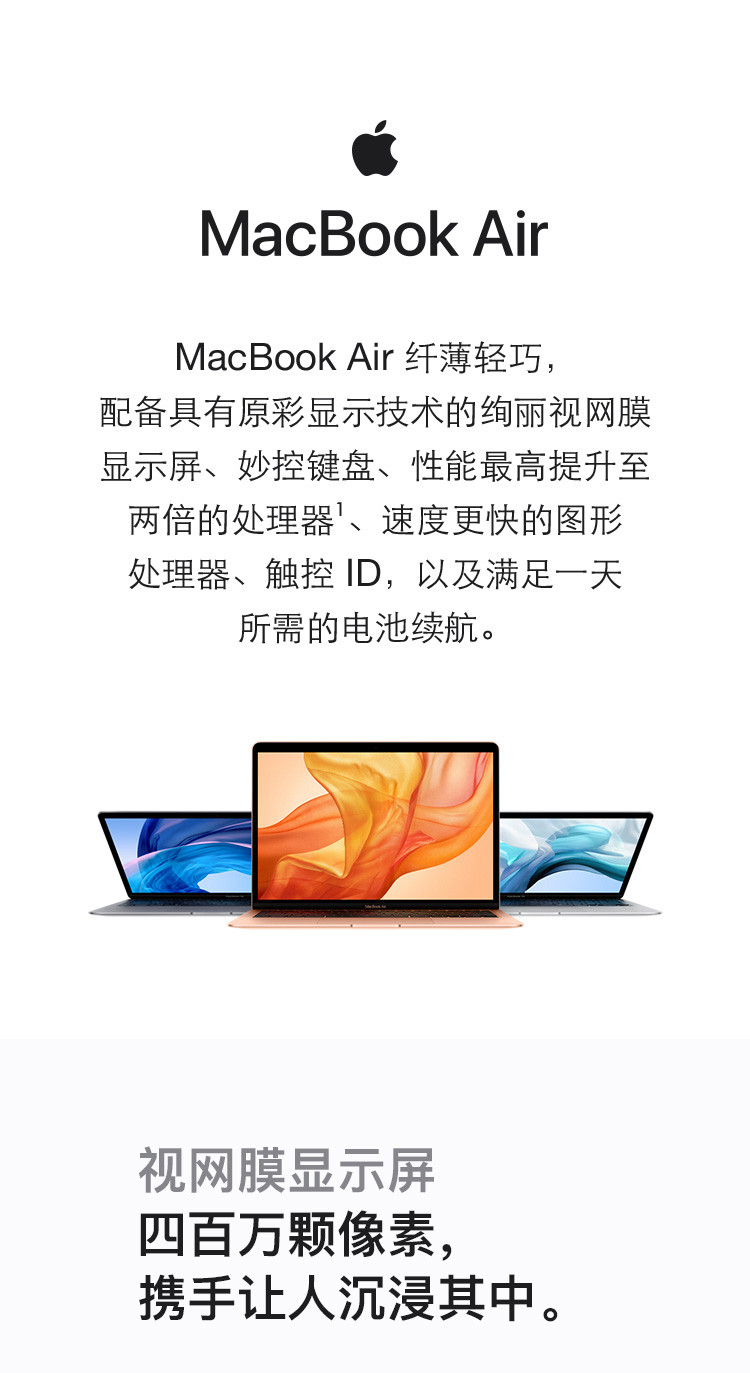 MacBook Air
MacBook Air 纤薄轻巧，
配备具有原彩显示技术的绚丽视网膜
显示屏、妙控键盘、性能最高提升至
两倍的处理器¹、速度更快的图形
处理器、触控 ID，以及满足一天
所需的电池续航。
MacBook Air
视网膜显示屏
四百万颗像素，
携手让人沉浸其中。